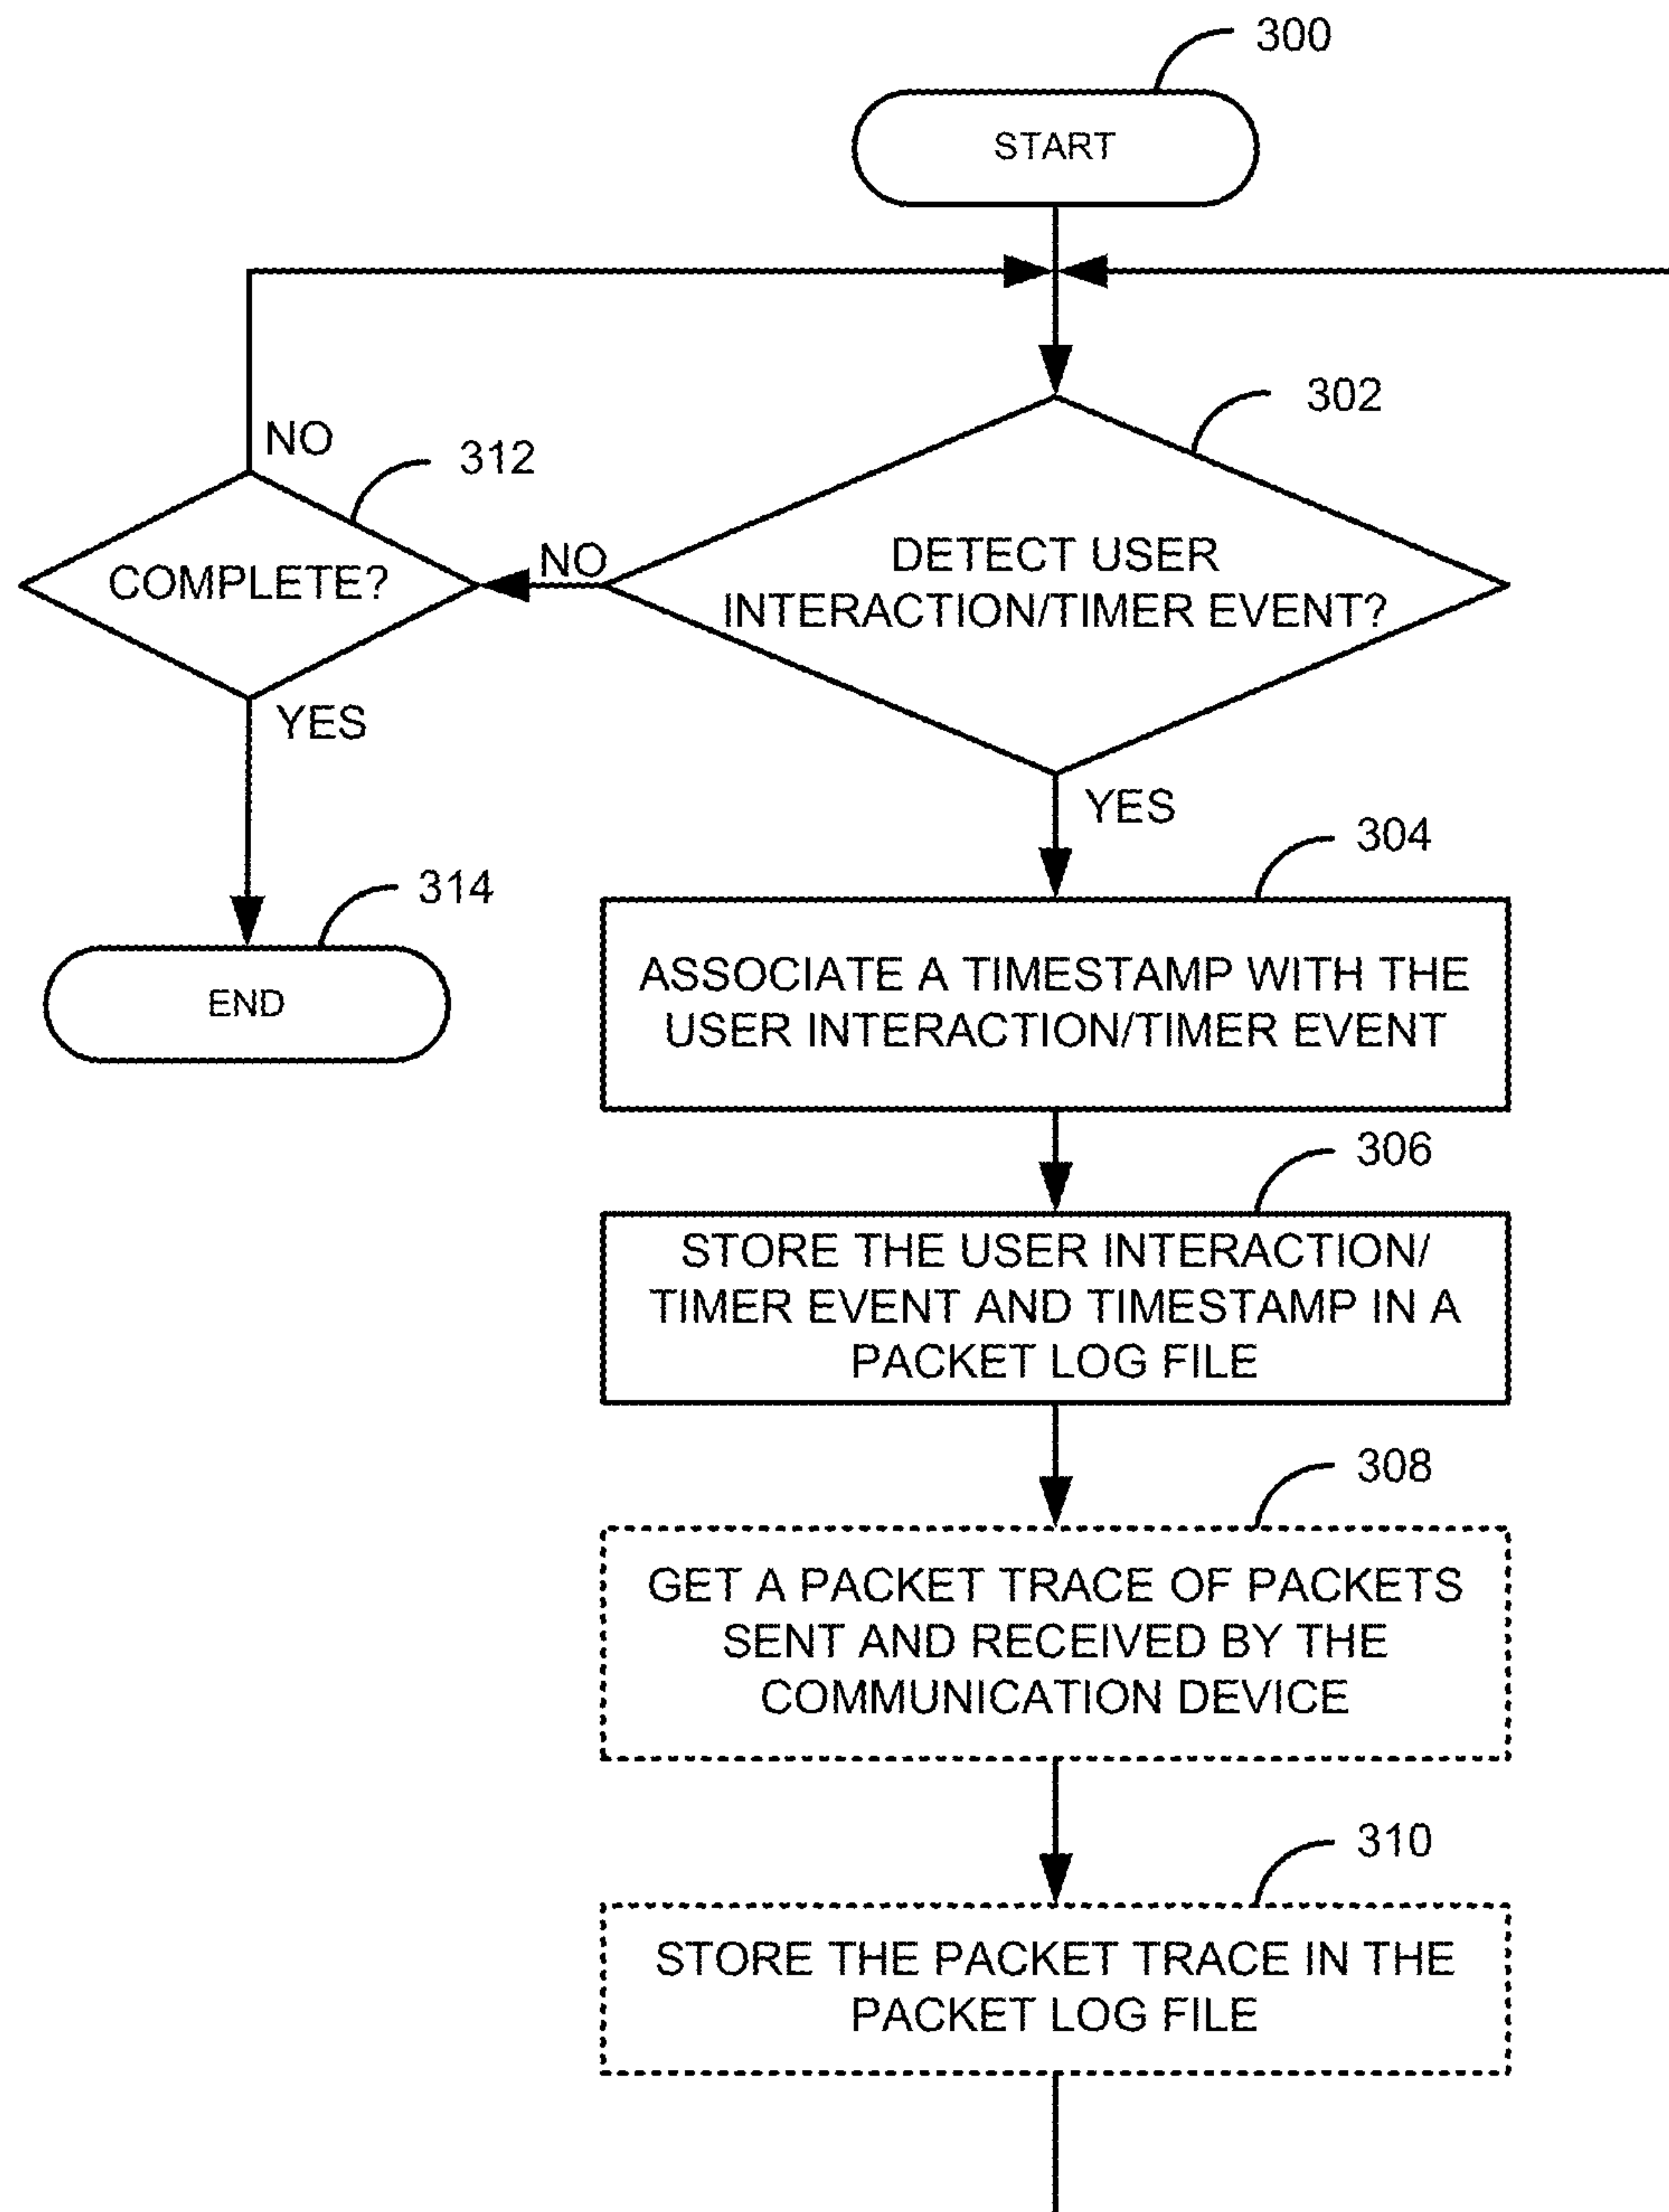 300
START
302
NO
312
COMPLETE?
NO
DETECT USER
INTERACTION/TIMER EVENT?
YES
YES
304
314
END
ASSOCIATE A TIMESTAMP WITH THE
USER INTERACTION/TIMER EVENT
306
STORE THE USER INTERACTION/
TIMER EVENT AND TIMESTAMP IN A
PACKET LOG FILE
308
GET A PACKET TRACE OF PACKETS
SENT AND RECEIVED BY THE
COMMUNICATION DEVICE
310
STORE THE PACKET TRACE IN THE
PACKET LOG FILE